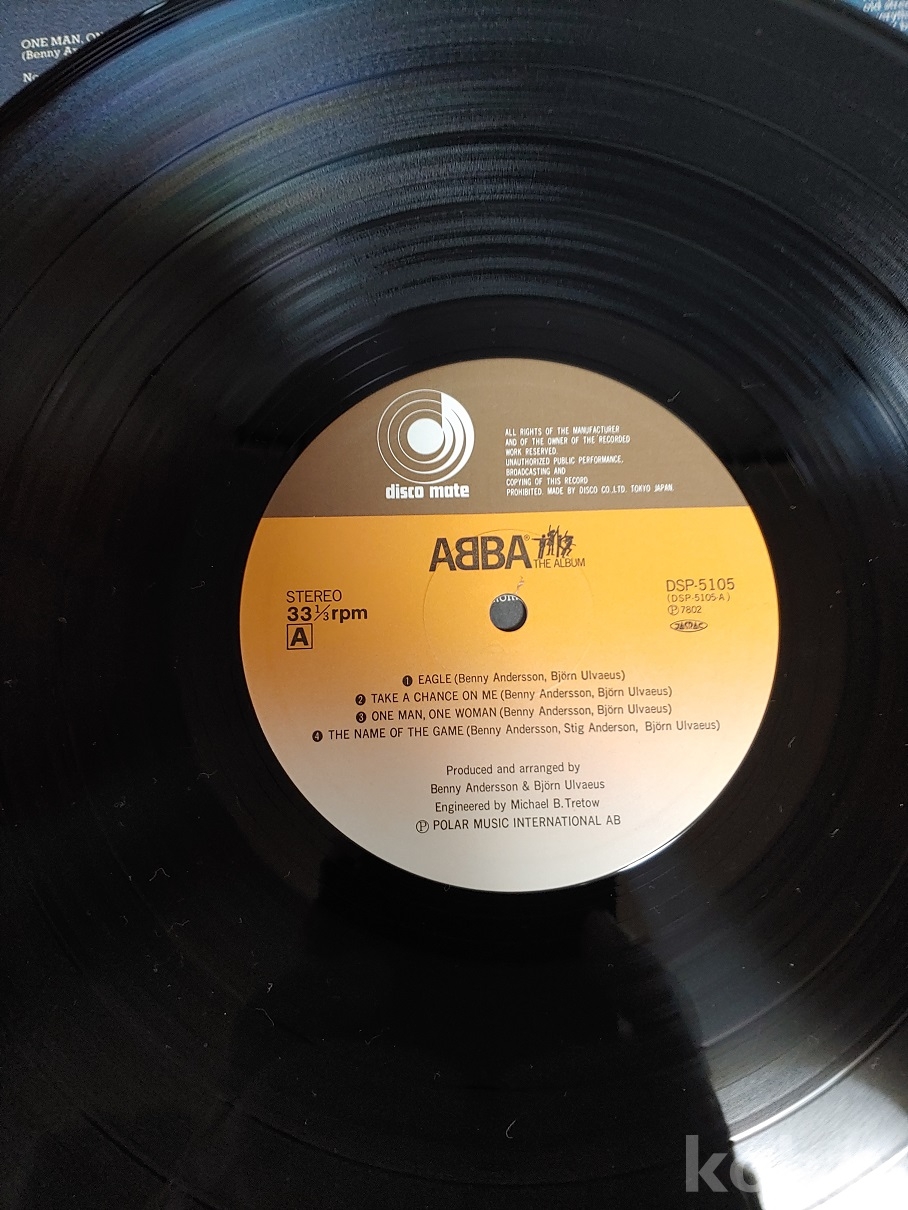 ONE MAN, O
(Benny A
disco mate
ALL RIGHTS OF THE MANUFACTURER
AND OF THE OWNER OF THE RECORDED
WORK RESERVED.
UNAUTHORIZED PUBLIC PERFORMANCE,
BROADCASTING AND
COPYING OF THIS RECORD
PROHIBITED. MADE BY DISCO CO.,LTD. TOKYO JAPAN.
ABBA®
THE ALBUM
STEREO
33 1/3 rpm
A
DSP-5105
(DSP-5105-A)
Ⓟ 7802
JASRAC
❶ EAGLE (Benny Andersson, Björn Ulvaeus)
❷ TAKE A CHANCE ON ME (Benny Andersson, Björn Ulvaeus)
❸ ONE MAN, ONE WOMAN (Benny Andersson, Björn Ulvaeus)
❹ THE NAME OF THE GAME (Benny Andersson, Stig Anderson, Björn Ulvaeus)
Produced and arranged by
Benny Andersson & Björn Ulvaeus
Engineered by Michael B. Tretow
Ⓟ POLAR MUSIC INTERNATIONAL AB